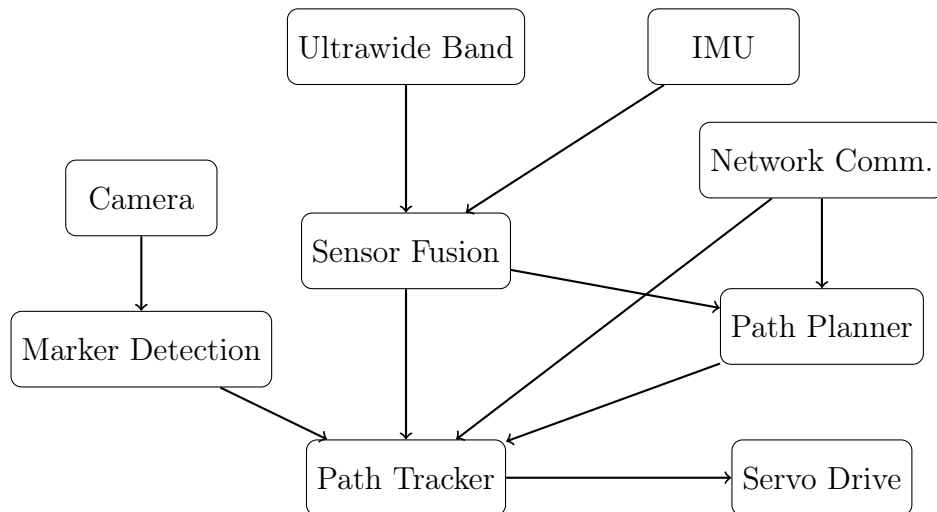 Ultrawide Band
IMU
Network Comm.
Camera
Sensor Fusion
Path Planner
Marker Detection
Path Tracker
Servo Drive